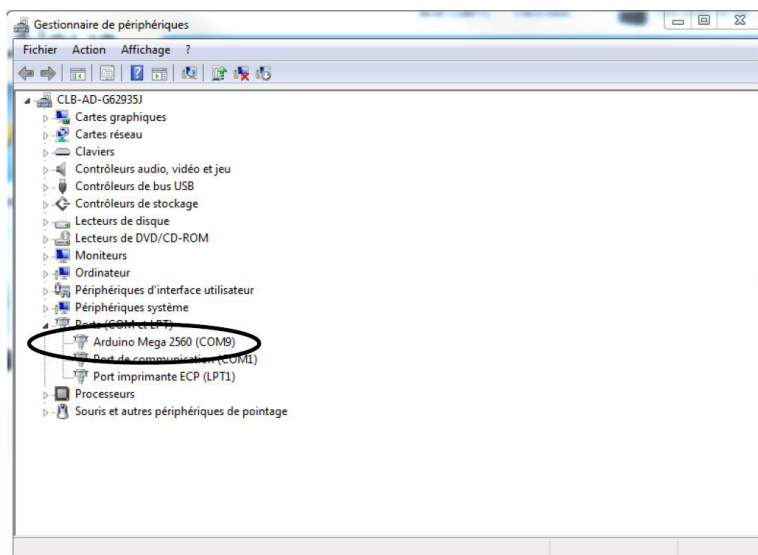 Gestionnaire de périphériques
Fichier Action Affichage ?
CLB-AD-G62935J
Cartes graphiques
Cartes réseau
Claviers
Contrôleurs audio, vidéo et jeu
Contrôleurs de bus USB
Contrôleurs de stockage
Lecteurs de disque
Lecteurs de DVD/CD-ROM
Moniteurs
Ordinateur
Périphériques d'interface utilisateur
Périphériques système
Ports (COM et LPT)
Arduino Mega 2560 (COM9)
Port de communication (COM1)
Port imprimante ECP (LPT1)
Processeurs
Souris et autres périphériques de pointage